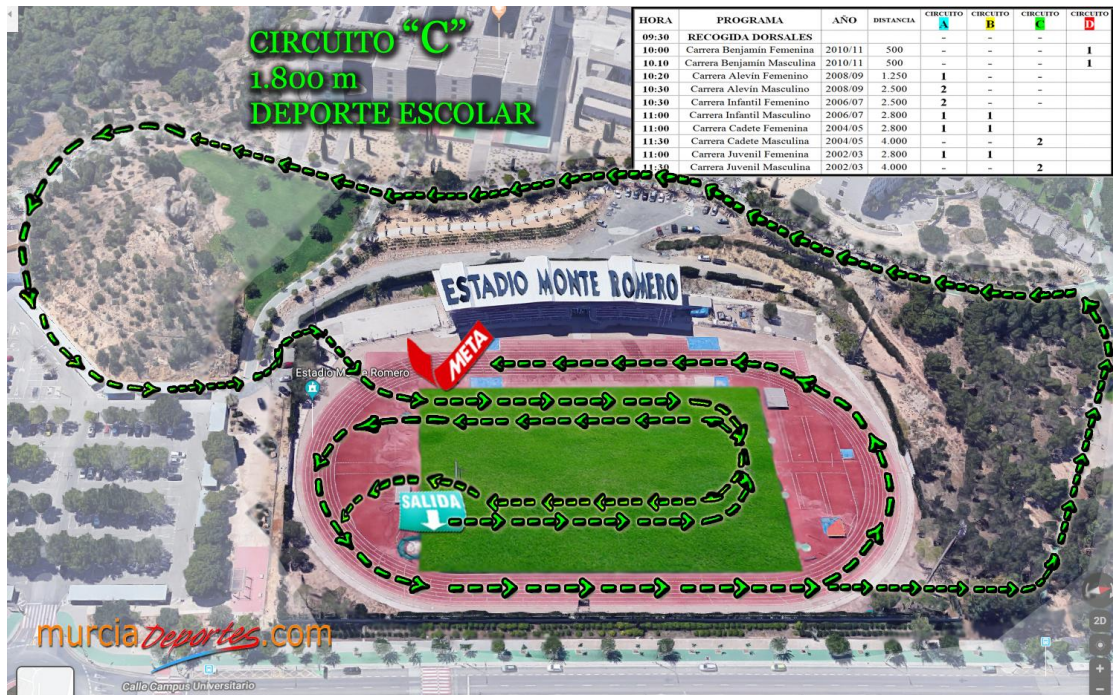 CIRCUITO “C”
1.800 m
DEPORTE ESCOLAR
HORA PROGRAMA AÑO DISTANCIA CIRCUITO A CIRCUITO B CIRCUITO C CIRCUITO D
09:30 RECOGIDA DORSALES - - -
10:00 Carrera Benjamín Femenina 2010/11 500 - - - 1
10.10 Carrera Benjamín Masculina 2010/11 500 - - - 1
10:20 Carrera Alevín Femenino 2008/09 1.250 1 - -
10:30 Carrera Alevín Masculino 2008/09 2.500 2 - -
10:30 Carrera Infantil Femenino 2006/07 2.500 2 - -
11:00 Carrera Infantil Masculino 2006/07 2.800 1 1
11:00 Carrera Cadete Femenina 2004/05 2.800 1 1
11:30 Carrera Cadete Masculina 2004/05 4.000 - - 2
11:00 Carrera Juvenil Femenina 2002/03 2.800 1 1
11:30 Carrera Juvenil Masculina 2002/03 4.000 - - 2
ESTADIO MONTE ROMERO
META
Estadio Monte Romero
SALIDA
murciaDeportes.com
2D
Calle Campus Universitario